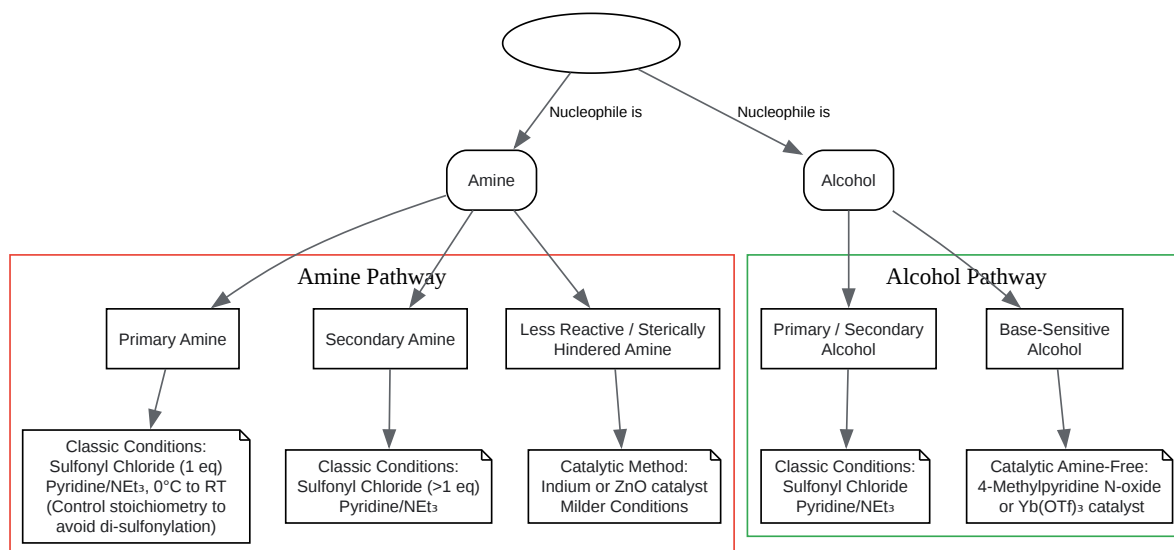 Nucleophile is
Nucleophile is
Amine
Alcohol
Amine Pathway
Alcohol Pathway
Primary Amine
Secondary Amine
Less Reactive / Sterically
Hindered Amine
Primary / Secondary
Alcohol
Base-Sensitive
Alcohol
Classic Conditions:
Sulfonyl Chloride (1 eq)
Pyridine/NEt₃, 0°C to RT
(Control stoichiometry to
avoid di-sulfonylation)
Classic Conditions:
Sulfonyl Chloride (>1 eq)
Pyridine/NEt₃
Catalytic Method:
Indium or ZnO catalyst
Milder Conditions
Classic Conditions:
Sulfonyl Chloride
Pyridine/NEt₃
Catalytic Amine-Free:
4-Methylpyridine N-oxide
or Yb(OTf)₃ catalyst